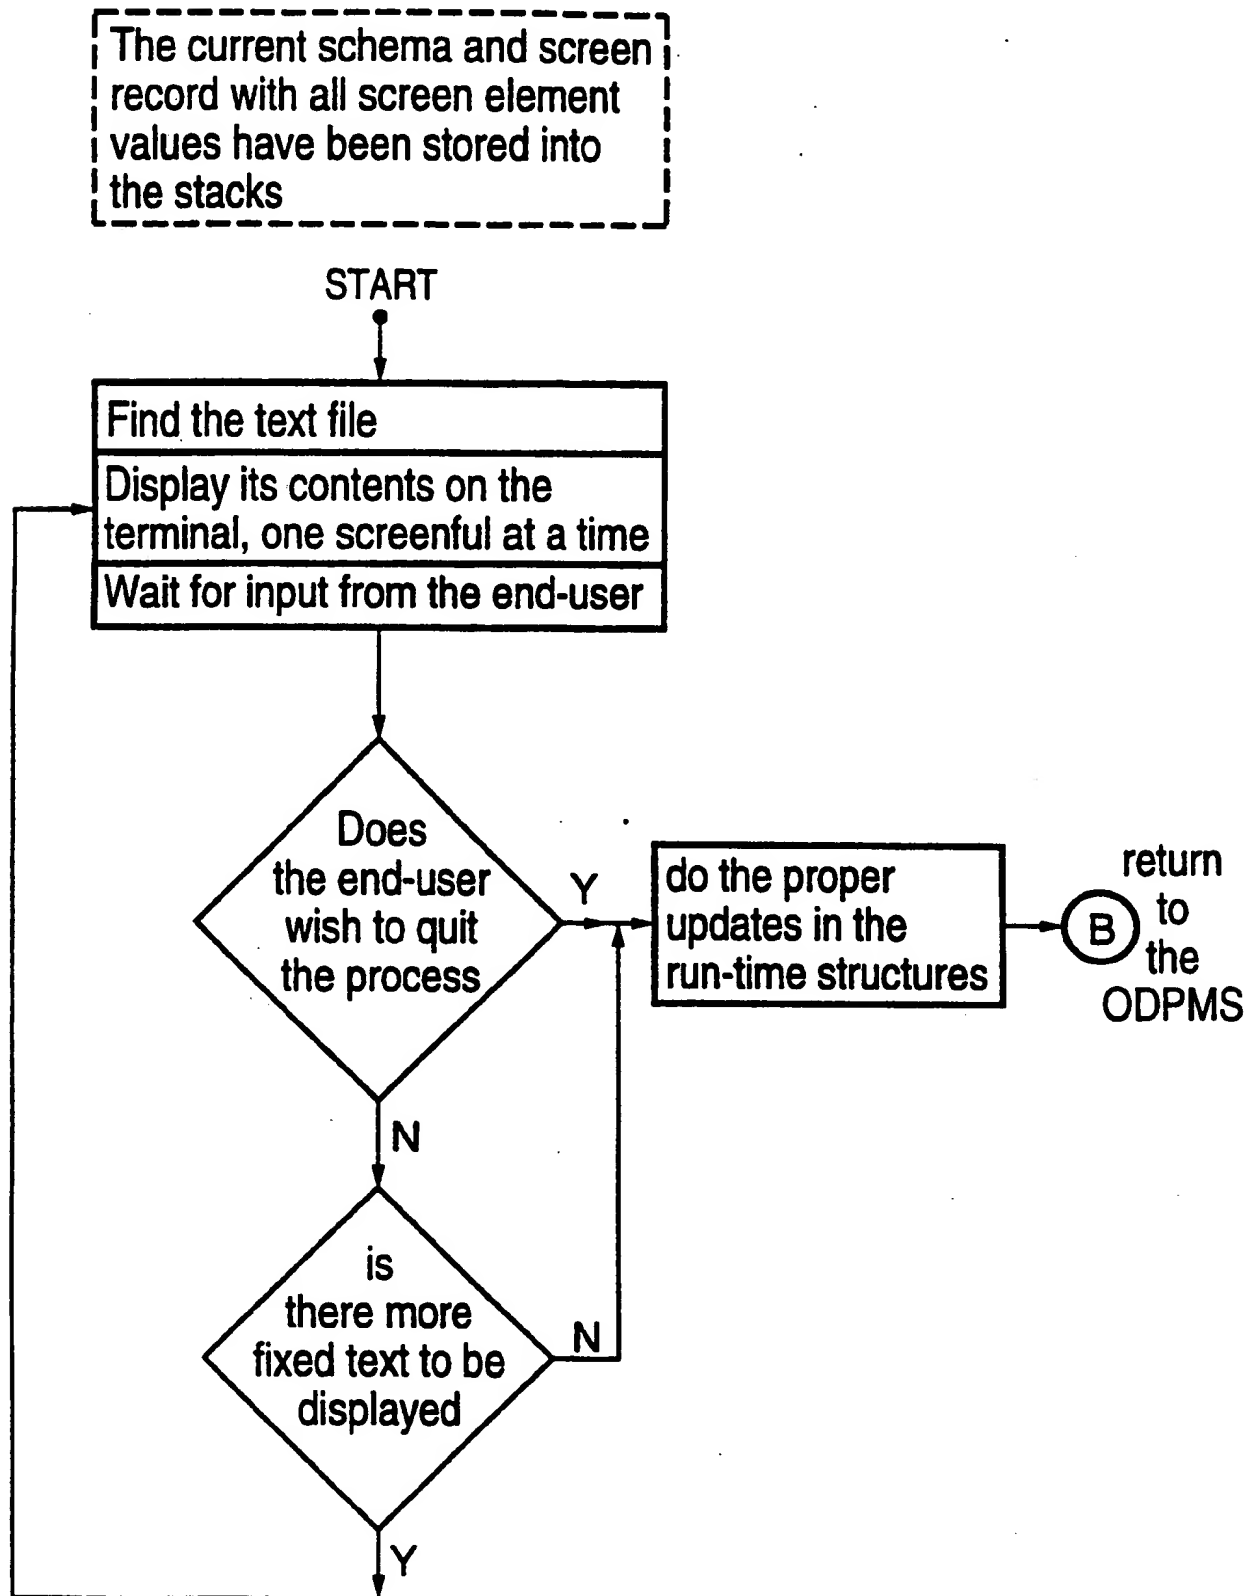 The current schema and screen
record with all screen element
values have been stored into
the stacks
START
Find the text file
Display its contents on the
terminal, one screenful at a time
Wait for input from the end-user
Does
the end-user
wish to quit
the process
Y
do the proper
updates in the
run-time structures
B
return
to
the
ODPMS
N
is
there more
fixed text to be
displayed
N
Y